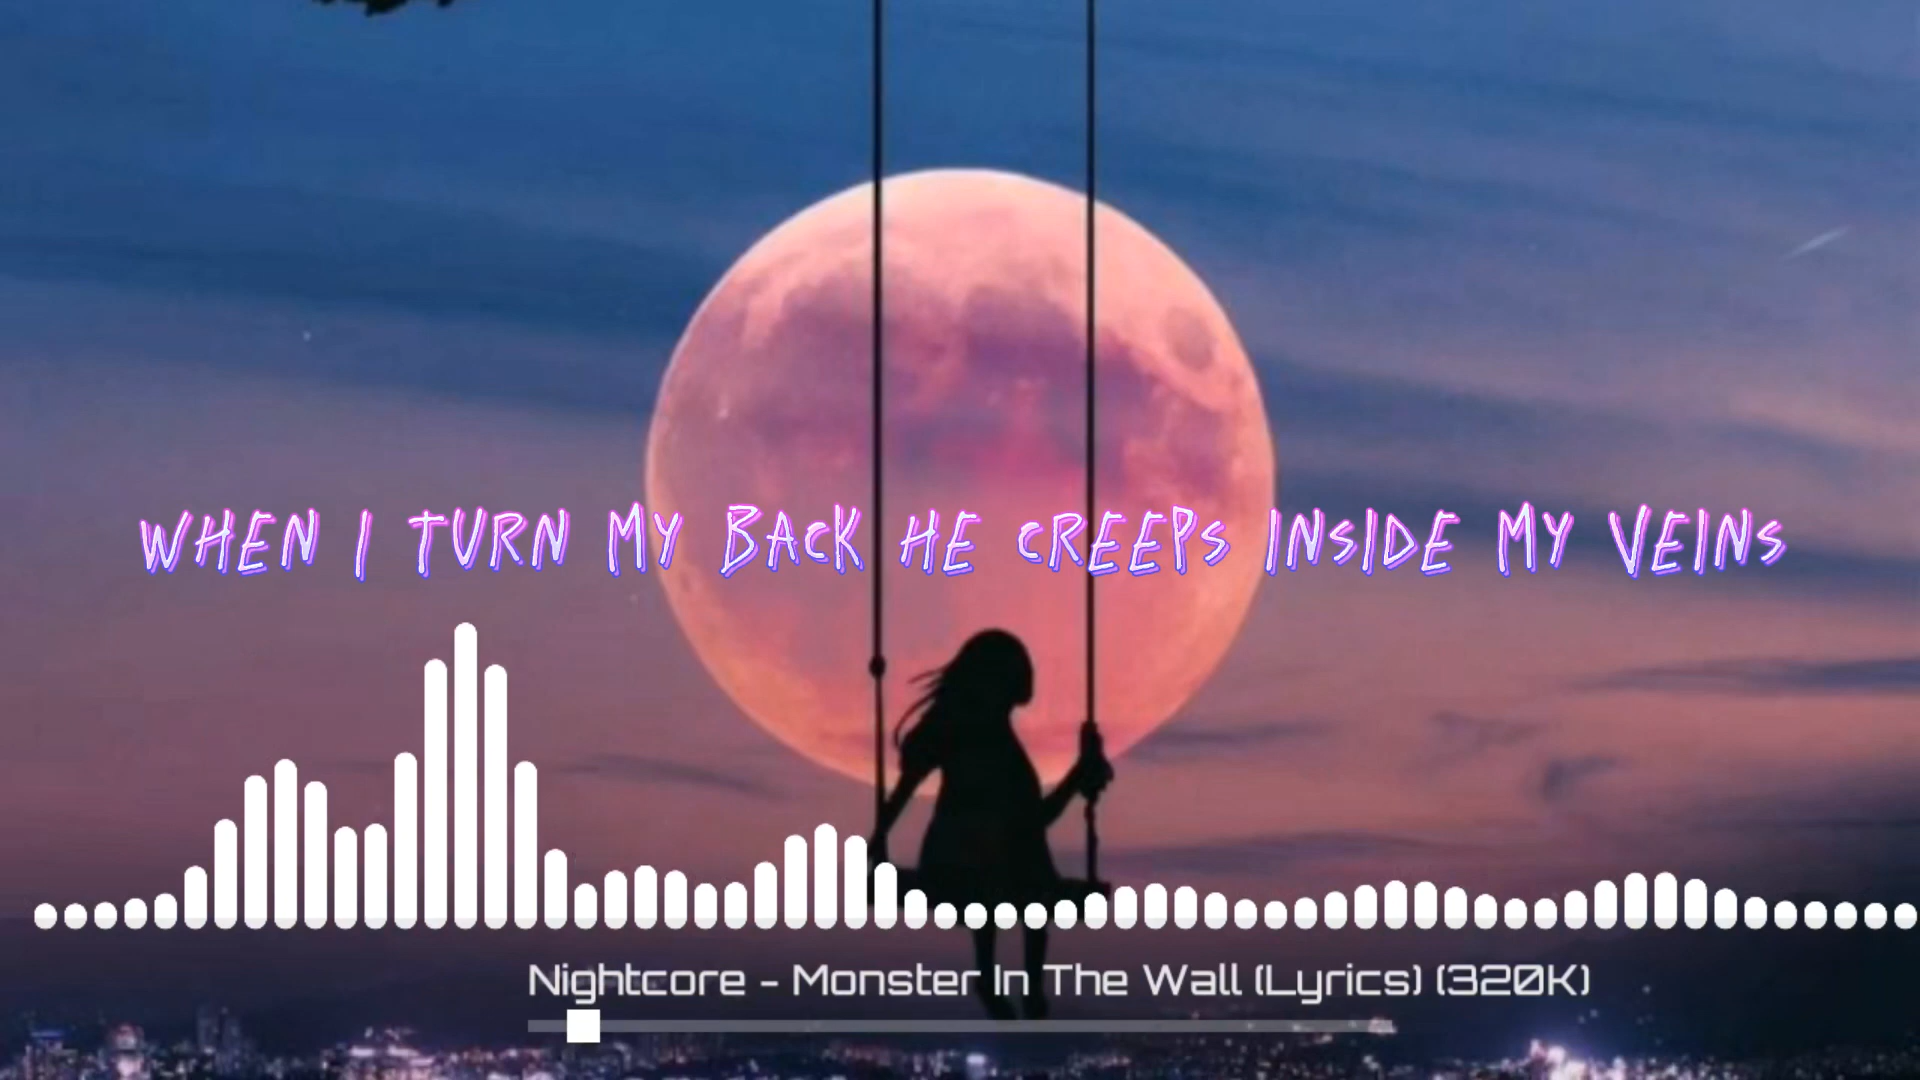 WHEN I TURN MY BACK HE CREEPS INSIDE MY VEINS
Nightcore - Monster In The Wall (Lyrics) (320K)